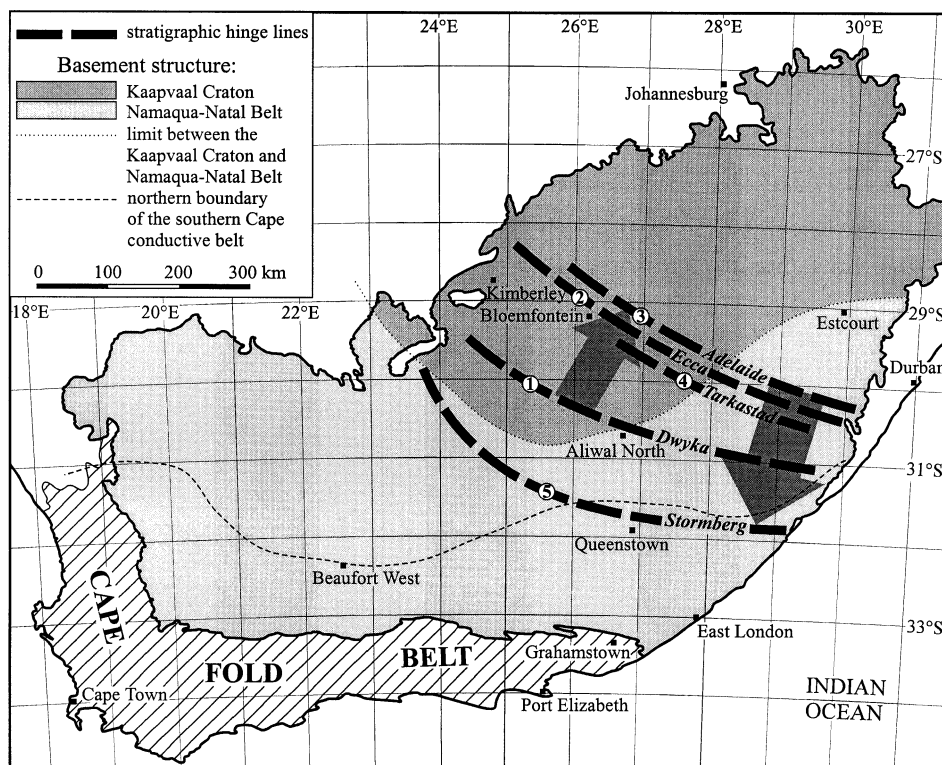 24°E
26°E
28°E
30°E
stratigraphic hinge lines
Basement structure:
Kaapvaal Craton
Namaqua-Natal Belt
limit between the
Kaapvaal Craton and
Namaqua-Natal Belt
northern boundary
of the southern Cape
conductive belt
0 100 200 300 km
Johannesburg
27°S
18°E
20°E
22°E
Kimberley
2
Bloemfontein
3
Estcourt
29°S
Adelaide
Ecca
4
Tarkastad
Durban
1
Dwyka
Aliwal North
31°S
5
Stormberg
Queenstown
Beaufort West
CAPE
FOLD
BELT
Grahamstown
East London
33°S
Cape Town
Port Elizabeth
INDIAN
OCEAN